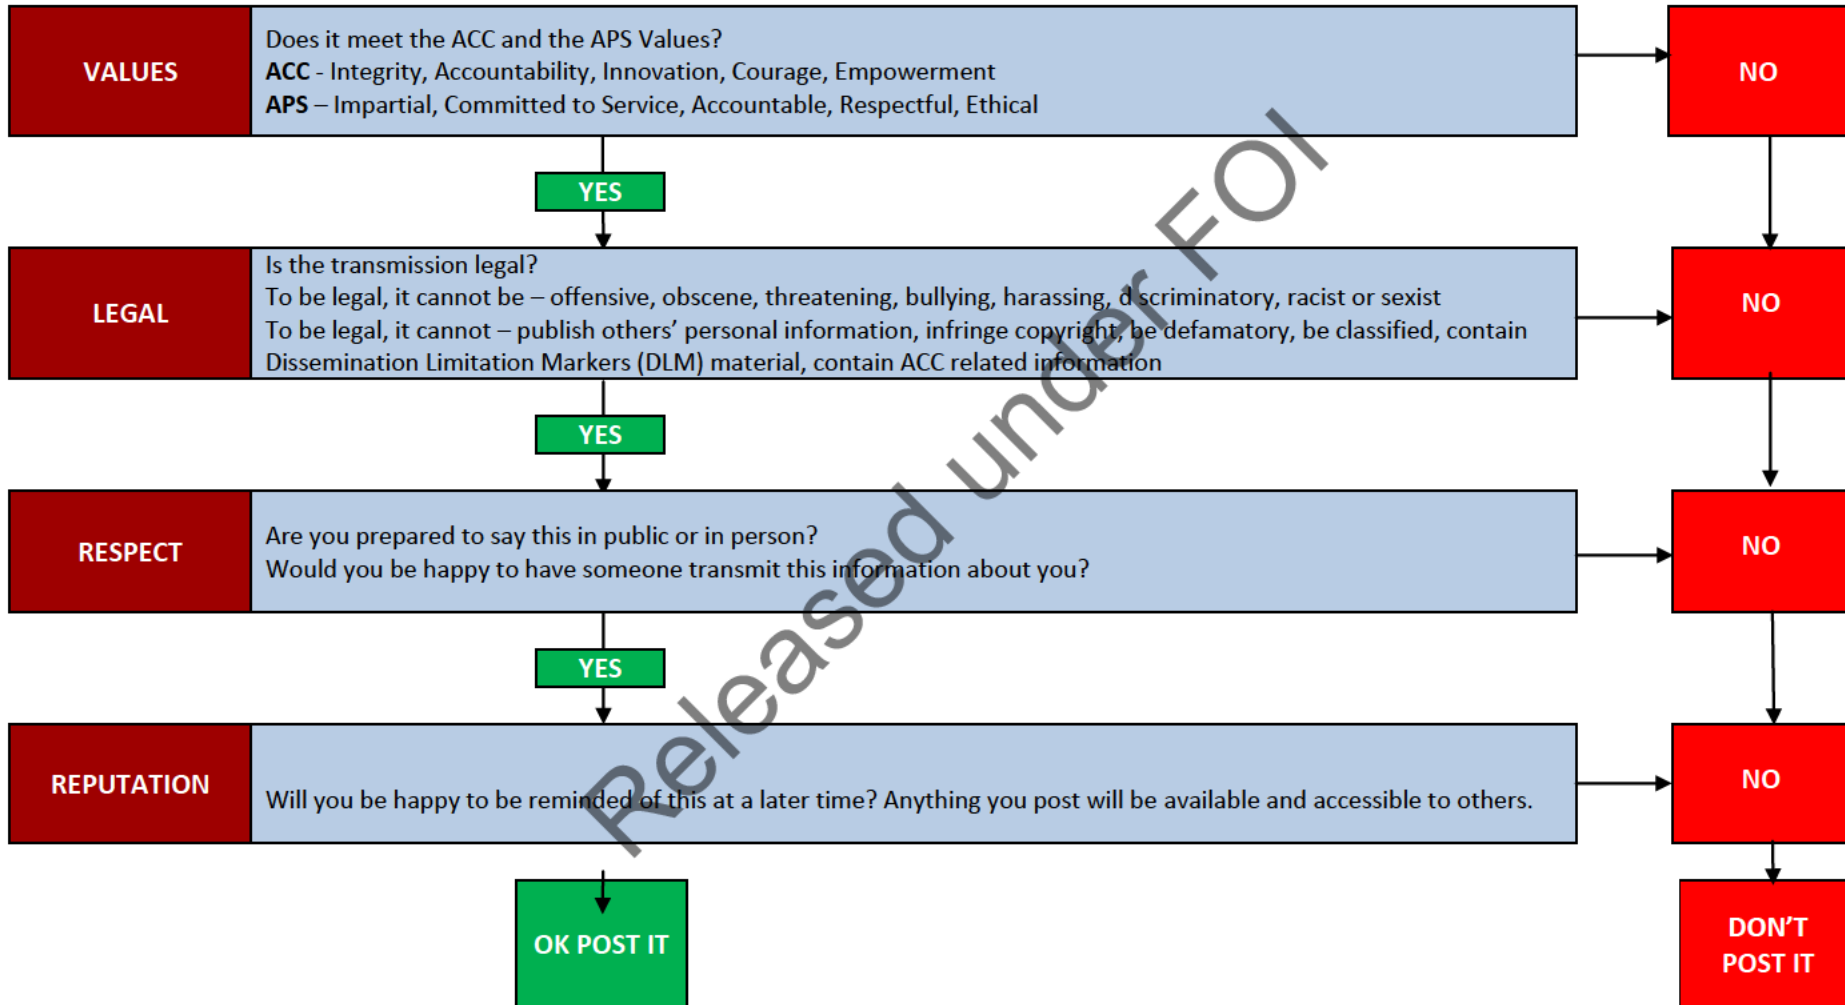 VALUES
Does it meet the ACC and the APS Values?
ACC - Integrity, Accountability, Innovation, Courage, Empowerment
APS – Impartial, Committed to Service, Accountable, Respectful, Ethical
NO
YES
LEGAL
Is the transmission legal?
To be legal, it cannot be – offensive, obscene, threatening, bullying, harassing, d scriminatory, racist or sexist
To be legal, it cannot – publish others’ personal information, infringe copyright, be defamatory, be classified, contain
Dissemination Limitation Markers (DLM) material, contain ACC related information
NO
YES
RESPECT
Are you prepared to say this in public or in person?
Would you be happy to have someone transmit this information about you?
NO
YES
REPUTATION
Will you be happy to be reminded of this at a later time? Anything you post will be available and accessible to others.
NO
OK POST IT
DON’T
POST IT
Released under FOI